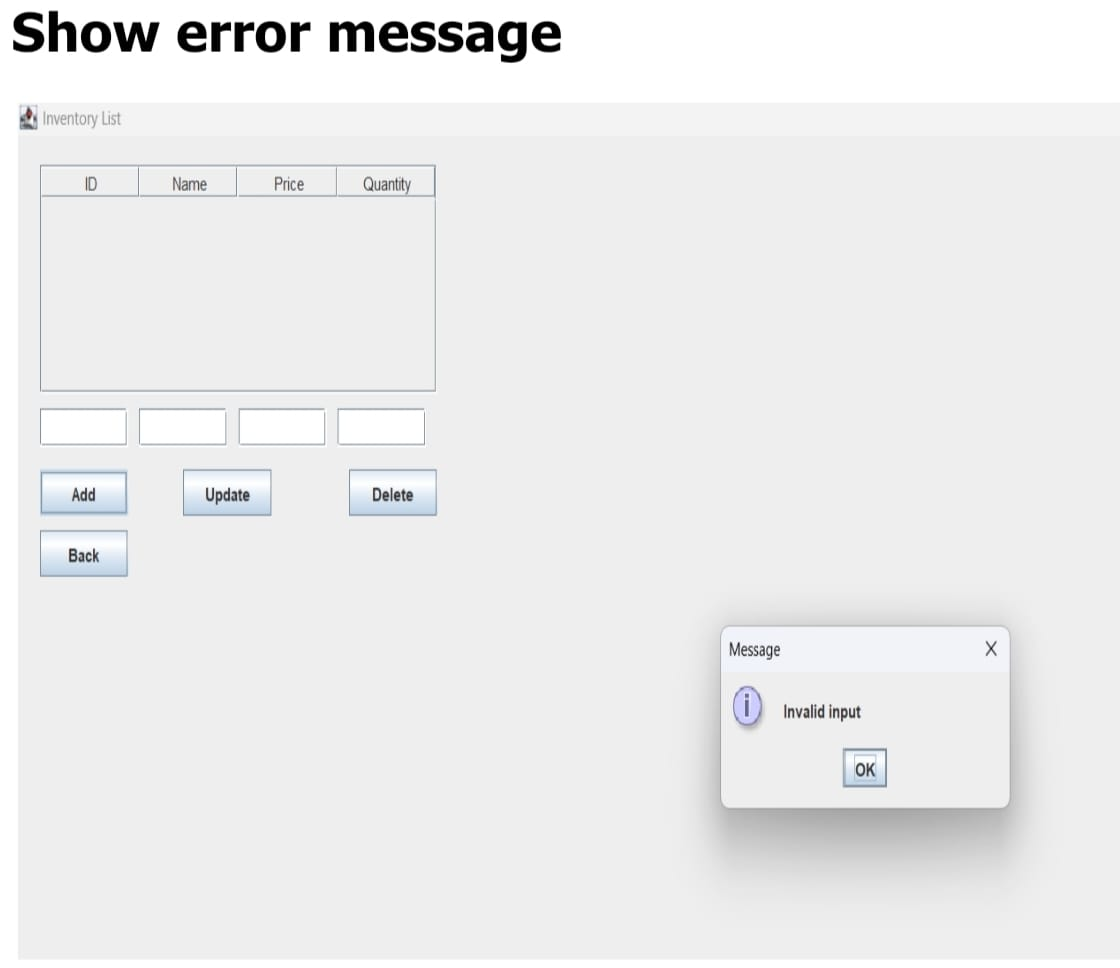 Show error message
Inventory List
ID Name Price Quantity
Add Update Delete
Back
Message X
i Invalid input
OK